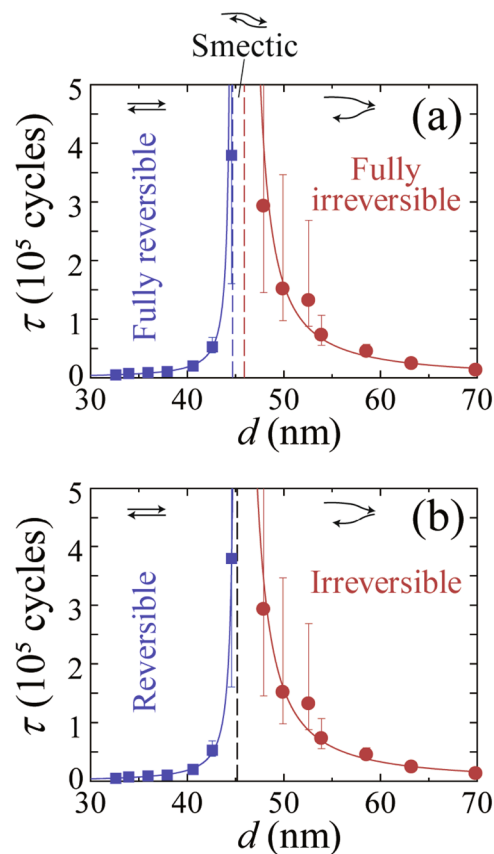 Smectic
5
4
3
2
1
0
τ (10⁵ cycles)
Fully reversible
(a)
Fully
irreversible
30 40 50 60 70
d (nm)
5
4
3
2
1
0
τ (10⁵ cycles)
Reversible
(b)
Irreversible
30 40 50 60 70
d (nm)